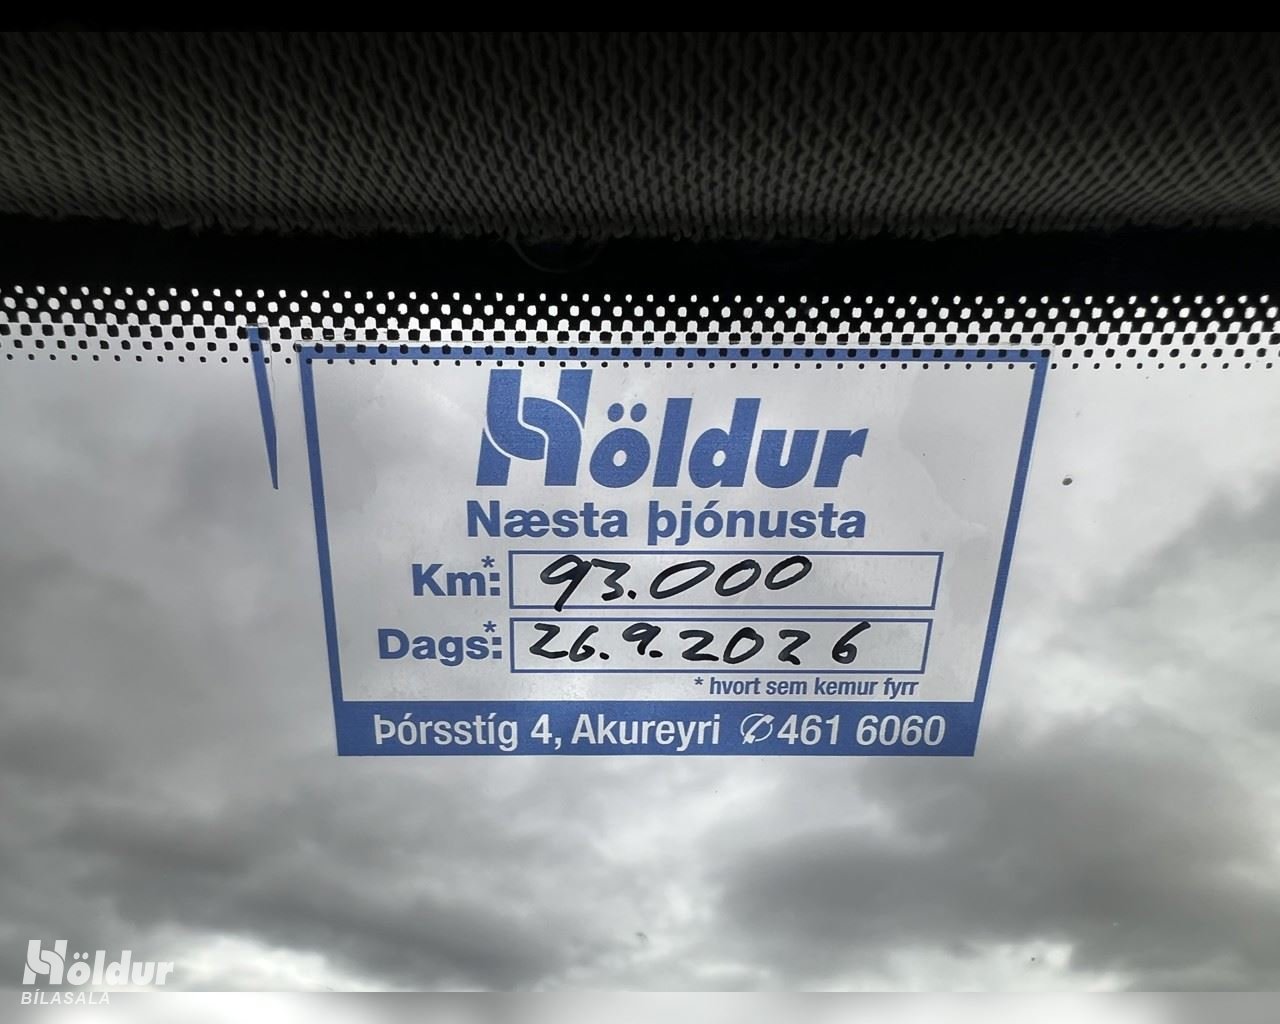 Höldur
Næsta þjónusta
Km*: 93.000
Dags*: 26.9.2026
* hvort sem kemur fyrr
Þórsstíg 4, Akureyri ✆ 461 6060
Höldur
BÍLASALA